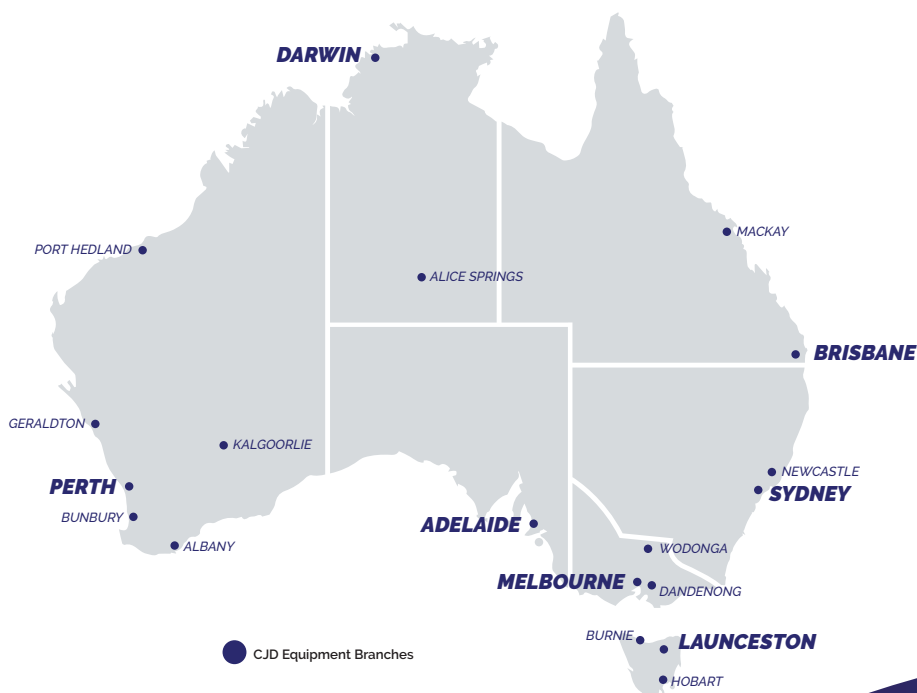 DARWIN
MACKAY
PORT HEDLAND
ALICE SPRINGS
BRISBANE
GERALDTON
KALGOORLIE
NEWCASTLE
PERTH
SYDNEY
BUNBURY
ADELAIDE
ALBANY
WODONGA
MELBOURNE
DANDENONG
BURNIE
LAUNCESTON
CJD Equipment Branches
HOBART